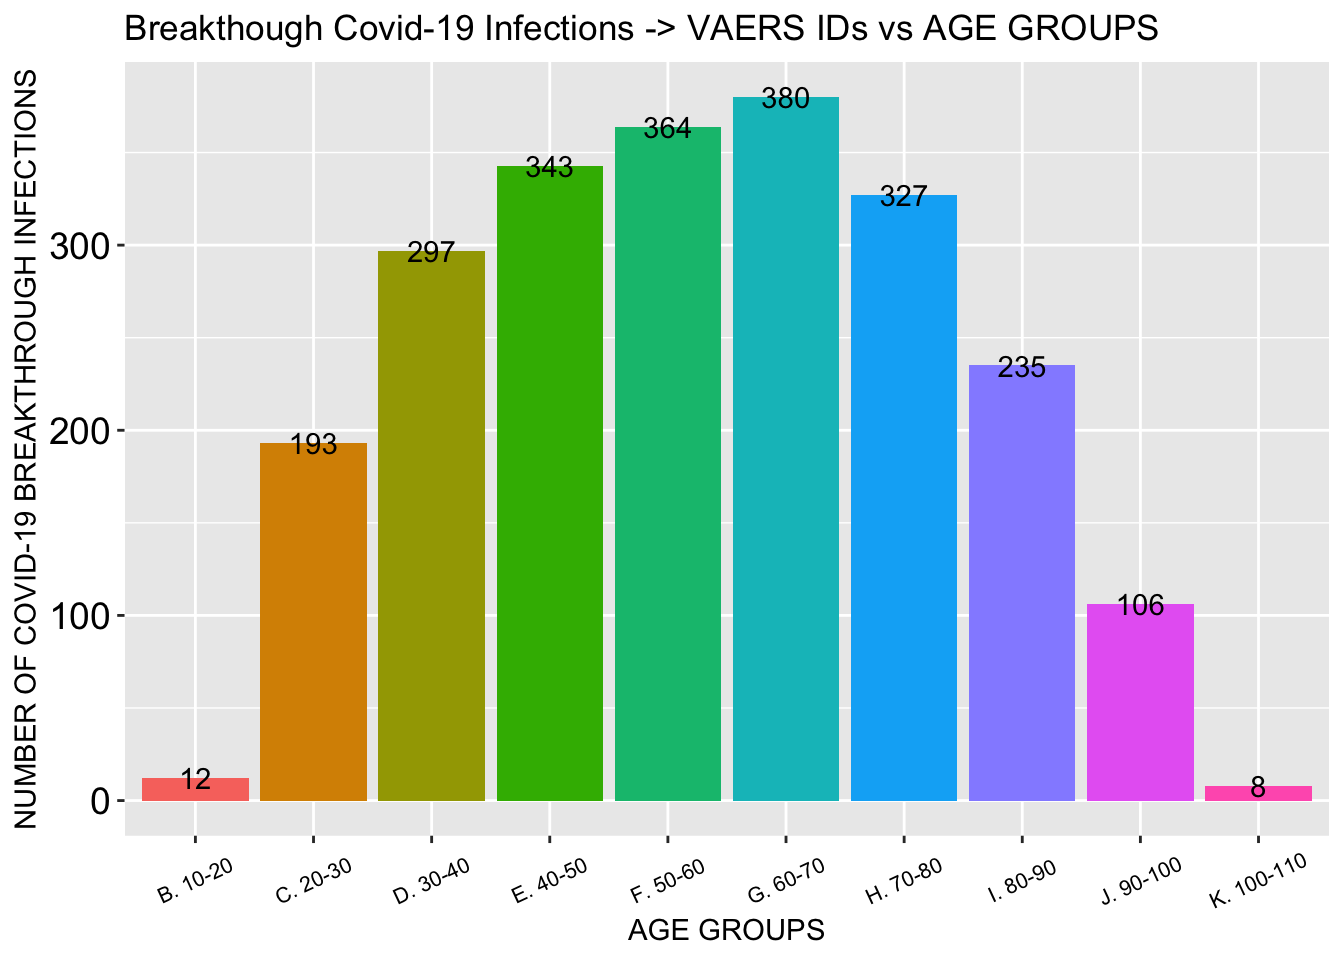 Breakthough Covid-19 Infections -> VAERS IDs vs AGE GROUPS
NUMBER OF COVID-19 BREAKTHROUGH INFECTIONS
300
200
100
0
12
193
297
343
364
380
327
235
106
8
B. 10-20
C. 20-30
D. 30-40
E. 40-50
F. 50-60
G. 60-70
H. 70-80
I. 80-90
J. 90-100
K. 100-110
AGE GROUPS